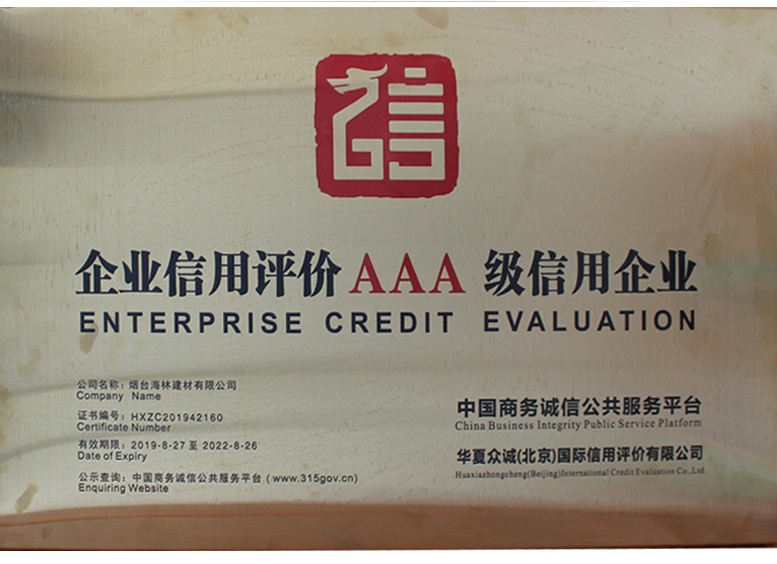 信
企业信用评价AAA 级信用企业
ENTERPRISE CREDIT EVALUATION
公司名称：烟台海林建材有限公司
Company Name
证书编号：HXZC201942160
Certificate Number
有效期限：2019-8-27 至 2022-8-26
Date of Expiry
公示查询：中国商务诚信公共服务平台 (www.315gov.cn)
Enquiring Website
中国商务诚信公共服务平台
China Business Integrity Public Service Platform
华夏众诚(北京)国际信用评价有限公司
Huaxiazhongcheng(Beijing)International Credit Evaluation Co.,Ltd.